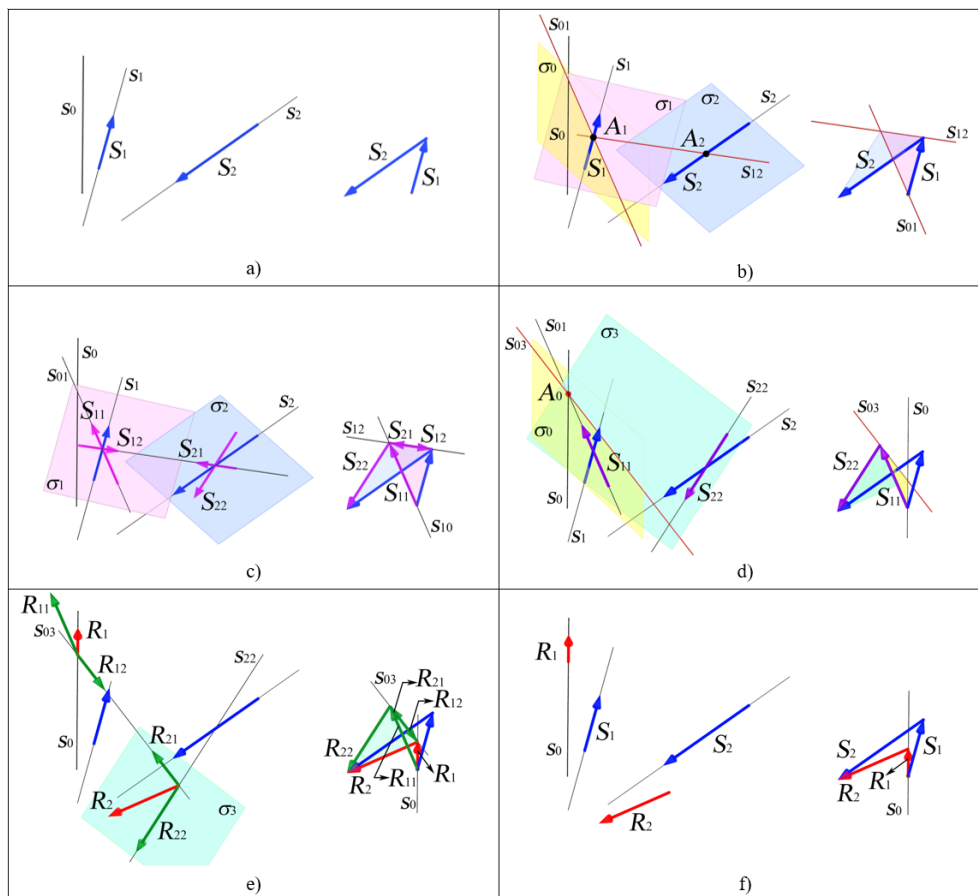 s0
s1
S1
s2
S2
S2
S1
a)
s01
σ0
s1
σ1
σ2
s2
s0
A1
A2
S1
S2
s12
s12
S2
S1
s01
b)
s0
s01
s1
S11
S12
σ2
s2
S21
σ1
S22
s12
S21
S12
S22
S11
s10
c)
s01
s03
σ3
A0
s22
s2
σ0
S11
S22
s0
s1
s03
s0
S22
S11
d)
R11
s03
R1
R12
s22
s0
R21
R2
σ3
R22
s03
R21
R12
R22
R2
R11
R1
s0
e)
R1
s0
S1
S2
R2
S2
S1
R2
R1
s0
f)